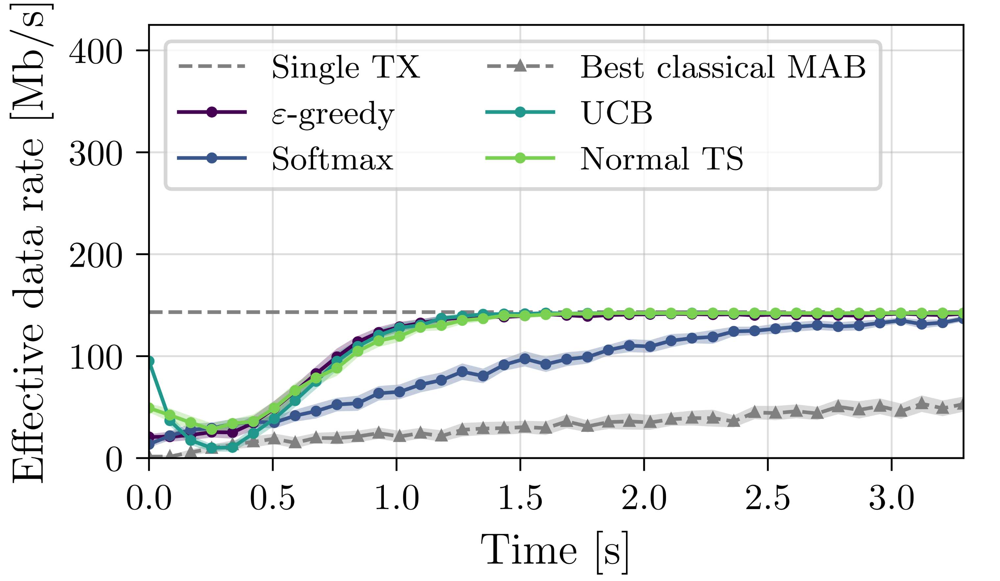 Effective data rate [Mb/s]
400
300
200
100
0
Single TX
ε-greedy
Softmax
Best classical MAB
UCB
Normal TS
0.0 0.5 1.0 1.5 2.0 2.5 3.0
Time [s]